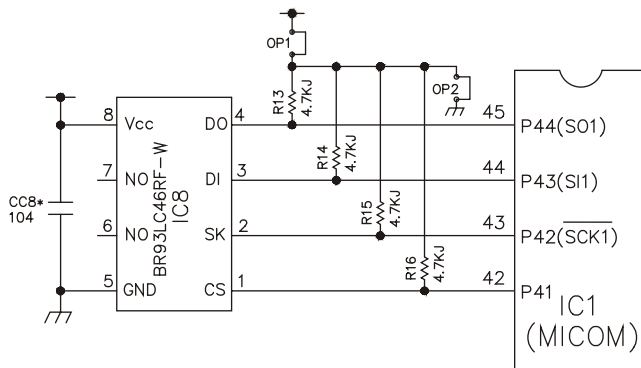 OP1
OP2
R13
4.7KJ
R14
4.7KJ
R15
4.7KJ
R16
4.7KJ
8 Vcc DO 4
7 NO DI 3
6 NO SK 2
5 GND CS 1
BR93LC46RF-W
IC8
CC8*
104
45 P44(SO1)
44 P43(SI1)
43 P42(SCK1)
42 P41
IC1
(MICOM)